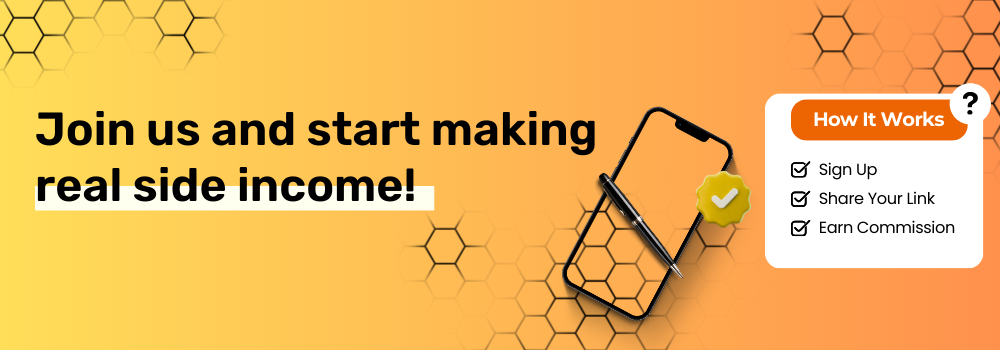 Join us and start making
real side income!
?
How It Works
Sign Up
Share Your Link
Earn Commission